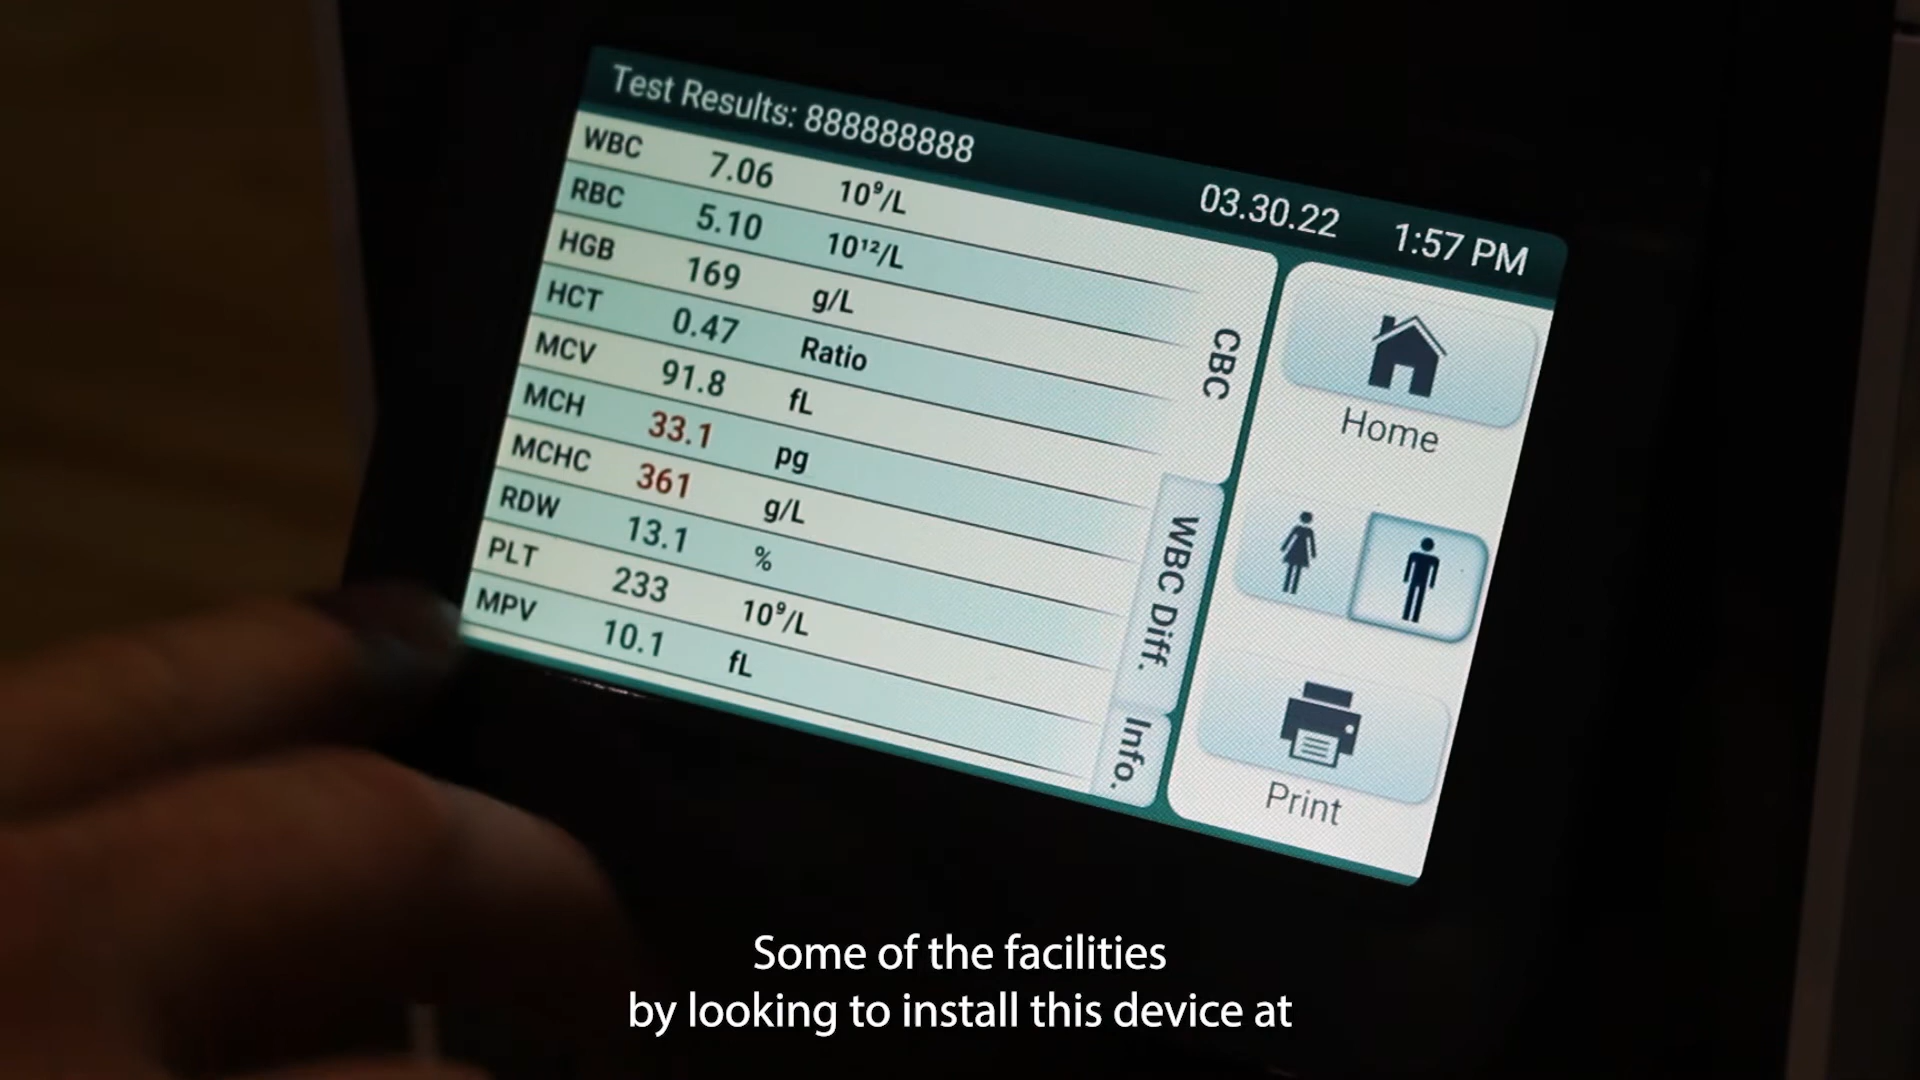 Test Results: 888888888
03.30.22 1:57 PM
WBC 7.06 10⁹/L
RBC 5.10 10¹²/L
HGB 169 g/L
HCT 0.47 Ratio
MCV 91.8 fL
MCH 33.1 pg
MCHC 361 g/L
RDW 13.1 %
PLT 233 10⁹/L
MPV 10.1 fL
CBC
WBC Diff.
Info.
Home
Print
Some of the facilities
by looking to install this device at